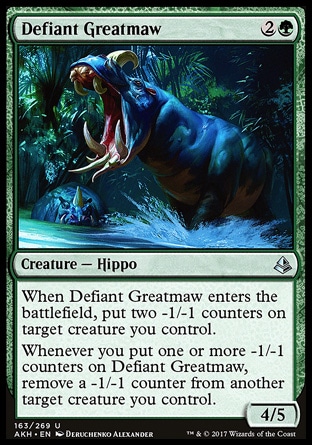 Defiant Greatmaw 2
Creature — Hippo
When Defiant Greatmaw enters the
battlefield, put two -1/-1 counters on
target creature you control.
Whenever you put one or more -1/-1
counters on Defiant Greatmaw,
remove a -1/-1 counter from another
target creature you control.
163/269 U
AKH • EN Deruchenko Alexander
™ & © 2017 Wizards of the Coast
4/5